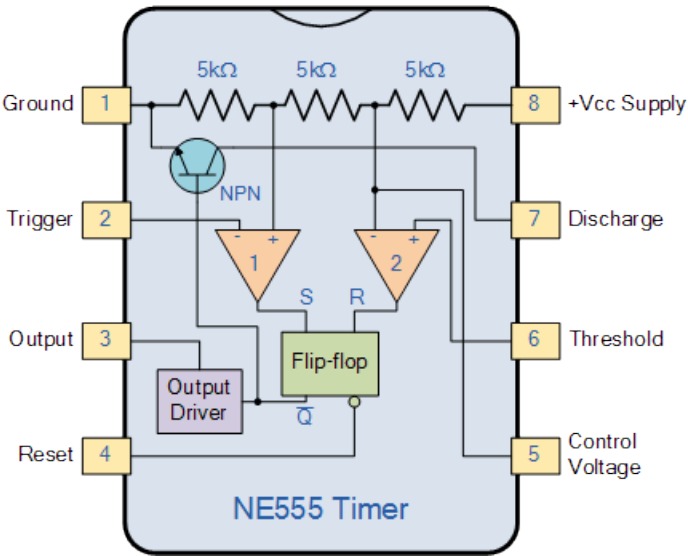 5kΩ 5kΩ 5kΩ
Ground 1
8 +Vcc Supply
NPN
Trigger 2
- +
1
- +
2
7 Discharge
S R
Output 3
Flip-flop
6 Threshold
Output
Driver
Q̅
Reset 4
5 Control
Voltage
NE555 Timer